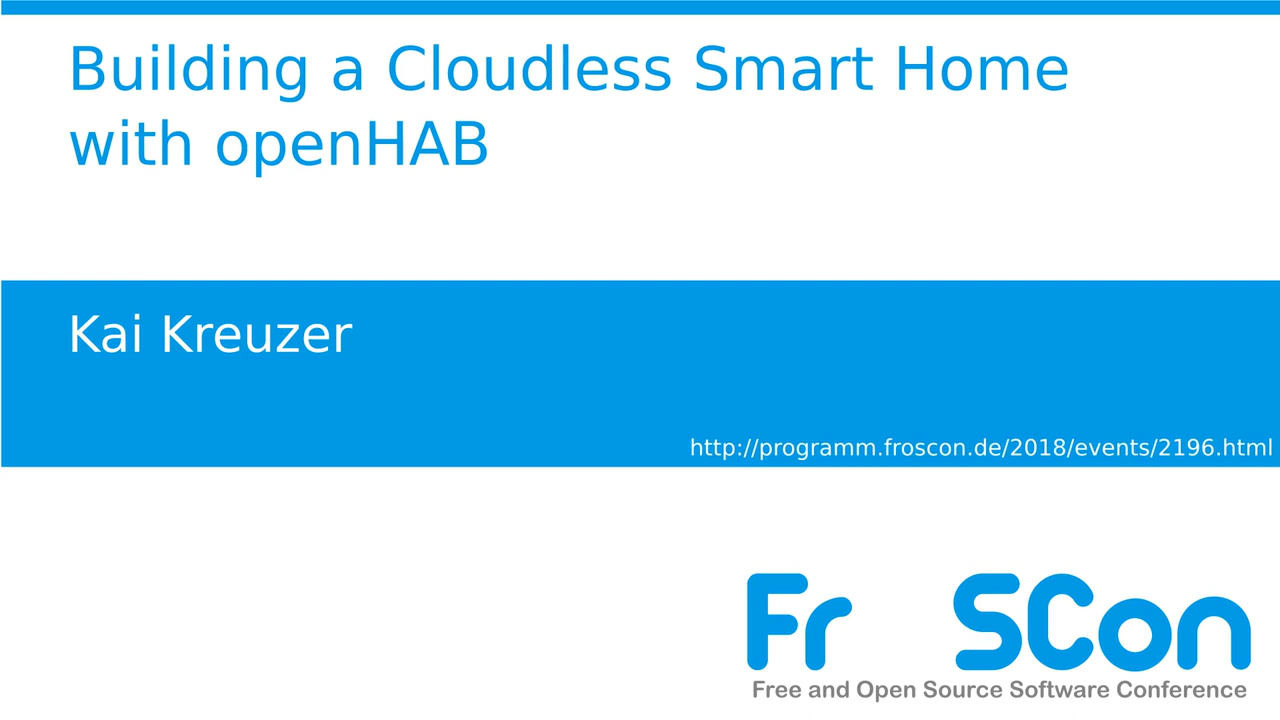 Building a Cloudless Smart Home
with openHAB
Kai Kreuzer
http://programm.froscon.de/2018/events/2196.html
Fr SCon
Free and Open Source Software Conference